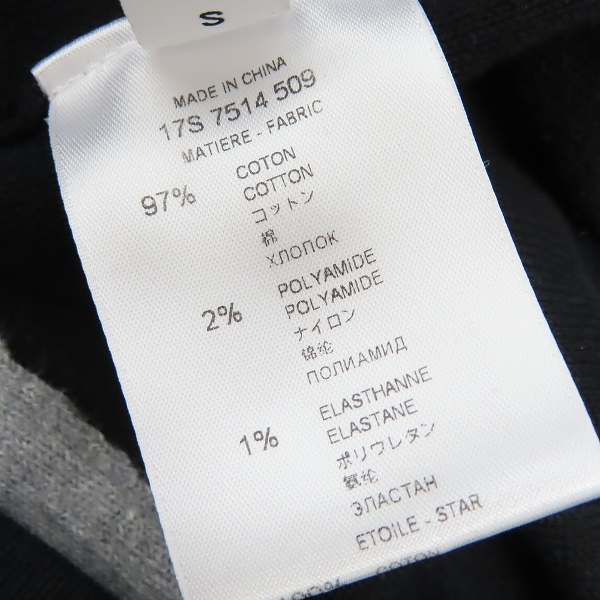 S
MADE IN CHINA
17S 7514 509
MATIERE - FABRIC
97% COTON
COTTON
コットン
棉
ХЛОПОК
2% POLYAMIDE
POLYAMIDE
ナイロン
锦纶
ПОЛИАМИД
1% ELASTHANNE
ELASTANE
ポリウレタン
氨纶
ЭЛАСТАН
ETOILE - STAR
COTON